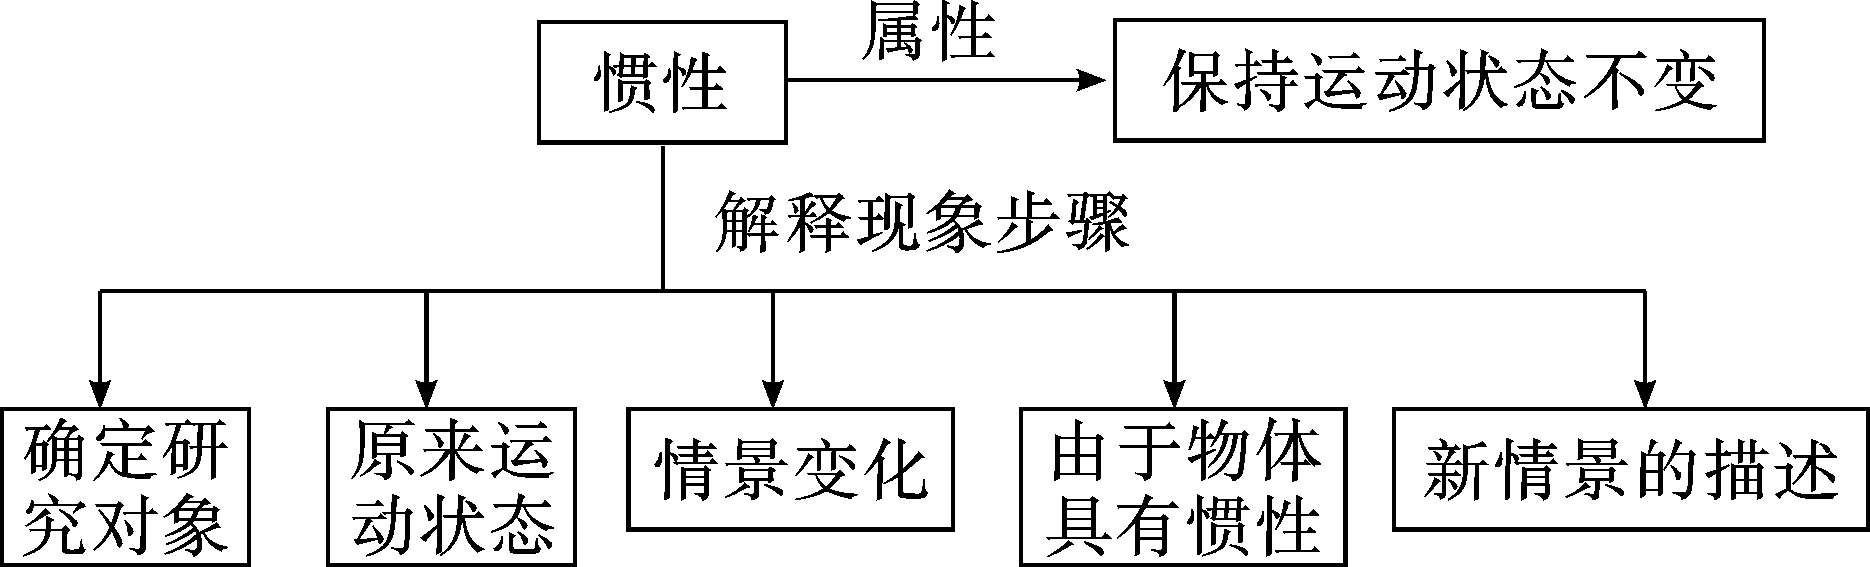 惯性
属性
保持运动状态不变
解释现象步骤
确定研
究对象
原来运
动状态
情景变化
由于物体
具有惯性
新情景的描述